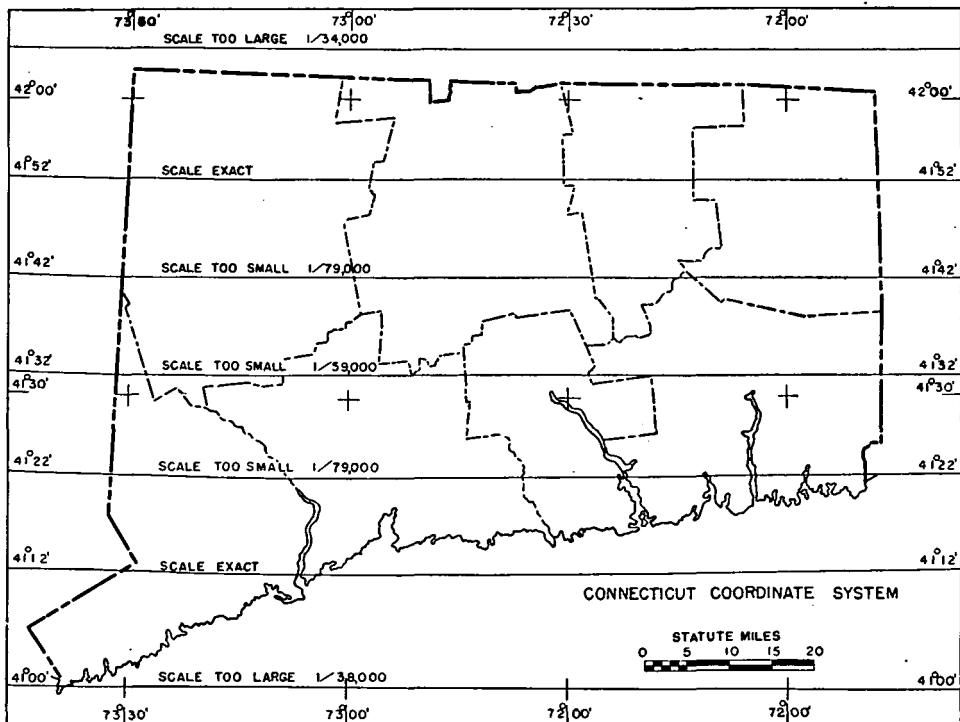 73°30' 73°00' 72°30' 72°00'
SCALE TOO LARGE 1/34,000
42°00' 42°00'
41°52' SCALE EXACT 41°52'
41°42' SCALE TOO SMALL 1/79,000 41°42'
41°32' SCALE TOO SMALL 1/59,000 41°32'
41°30' 41°30'
41°22' SCALE TOO SMALL 1/79,000 41°22'
41°12' SCALE EXACT 41°12'
CONNECTICUT COORDINATE SYSTEM
STATUTE MILES
0 5 10 15 20
41°00' SCALE TOO LARGE 1/38,000 41°00'
73°30' 73°00' 72°00' 72°00'